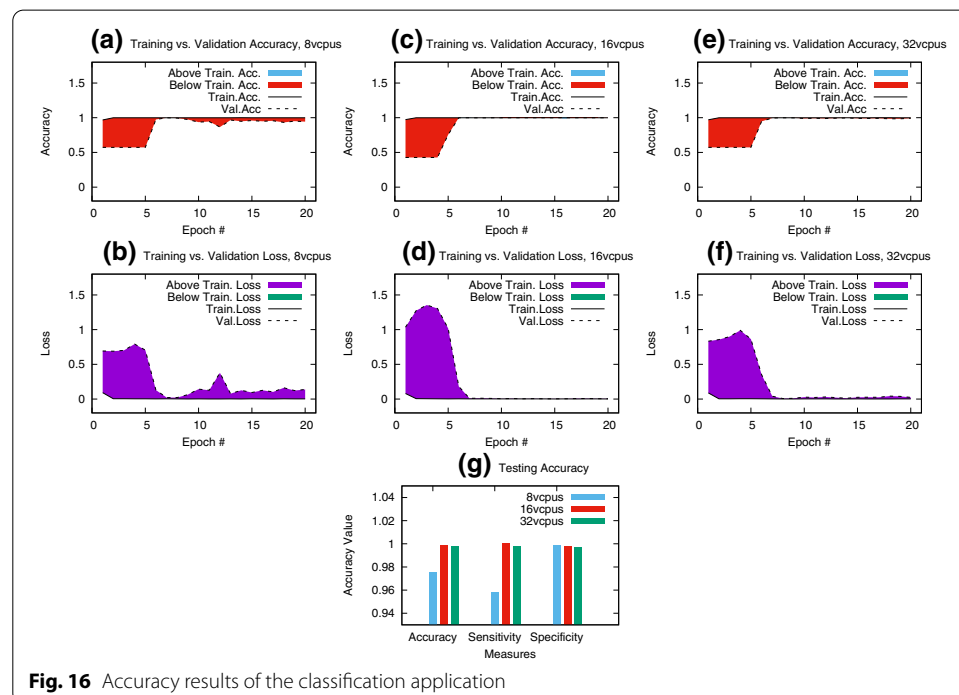 (a) Training vs. Validation Accuracy, 8vcpus
Above Train. Acc.
Below Train. Acc.
Train.Acc.
Val.Acc
1.5
1
0.5
0
Accuracy
0 5 10 15 20
Epoch #
(c) Training vs. Validation Accuracy, 16vcpus
Above Train. Acc.
Below Train. Acc.
Train.Acc.
Val.Acc
1.5
1
0.5
0
Accuracy
0 5 10 15 20
Epoch #
(e) Training vs. Validation Accuracy, 32vcpus
Above Train. Acc.
Below Train. Acc.
Train.Acc.
Val.Acc
1.5
1
0.5
0
Accuracy
0 5 10 15 20
Epoch #
(b) Training vs. Validation Loss, 8vcpus
Above Train. Loss
Below Train. Loss
Train.Loss
Val.Loss
1.5
1
0.5
0
Loss
0 5 10 15 20
Epoch #
(d) Training vs. Validation Loss, 16vcpus
Above Train. Loss
Below Train. Loss
Train.Loss
Val.Loss
1.5
1
0.5
0
Loss
0 5 10 15 20
Epoch #
(f) Training vs. Validation Loss, 32vcpus
Above Train. Loss
Below Train. Loss
Train.Loss
Val.Loss
1.5
1
0.5
0
Loss
0 5 10 15 20
Epoch #
(g) Testing Accuracy
8vcpus
16vcpus
32vcpus
1.04
1.02
1
0.98
0.96
0.94
Accuracy Value
Accuracy Sensitivity Specificity
Measures
Fig. 16 Accuracy results of the classification application